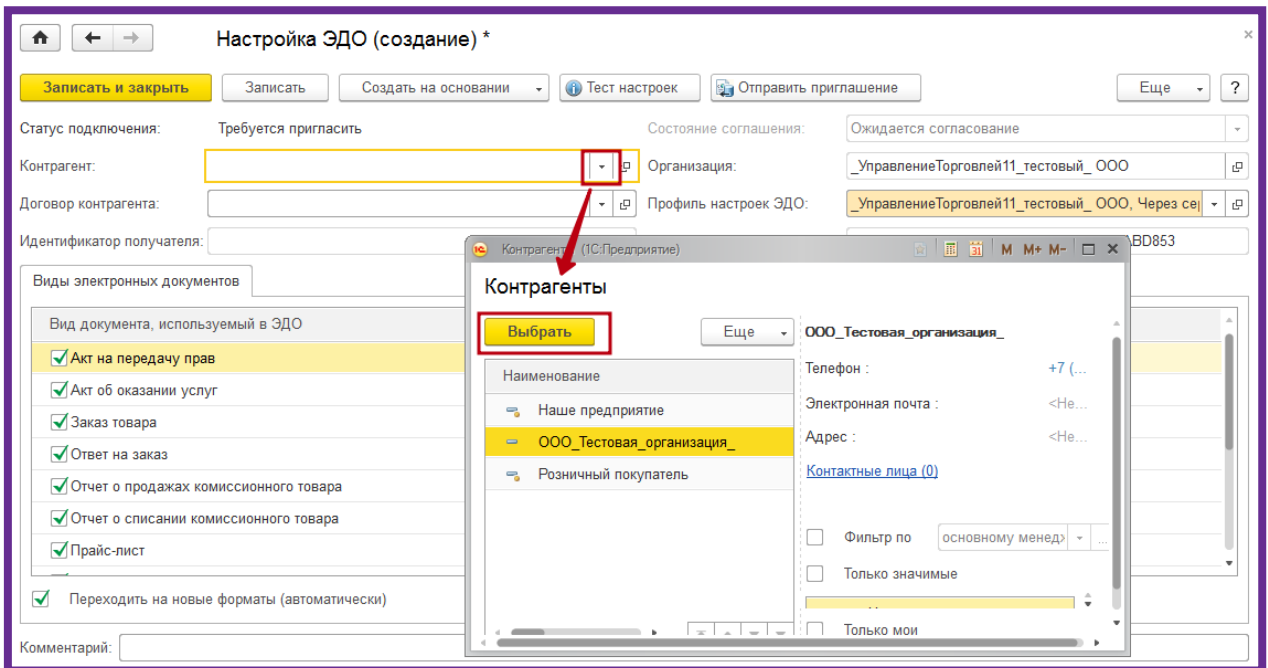 Настройка ЭДО (создание) *
Записать и закрыть Записать Создать на основании Тест настроек Отправить приглашение Еще ?
Статус подключения: Требуется пригласить Состояние соглашения: Ожидается согласование
Контрагент: Организация: _УправлениеТорговлей11_тестовый_ ООО
Договор контрагента: Профиль настроек ЭДО: _УправлениеТорговлей11_тестовый_ ООО, Через сер
Идентификатор получателя: ABD853
Контрагенты (1С:Предприятие) 31 M M+ M-
Виды электронных документов
Контрагенты
Вид документа, используемый в ЭДО
Выбрать Еще ООО_Тестовая_организация_
Акт на передачу прав
Наименование
Телефон : +7 (...
Акт об оказании услуг
Наше предприятие
Электронная почта : <Не...
Заказ товара
ООО_Тестовая_организация_
Адрес : <Не...
Ответ на заказ
Розничный покупатель
Контактные лица (0)
Отчет о продажах комиссионного товара
Отчет о списании комиссионного товара
Фильтр по основному менедж ...
Прайс-лист
Только значимые
Переходить на новые форматы (автоматически)
Только мои
Комментарий: